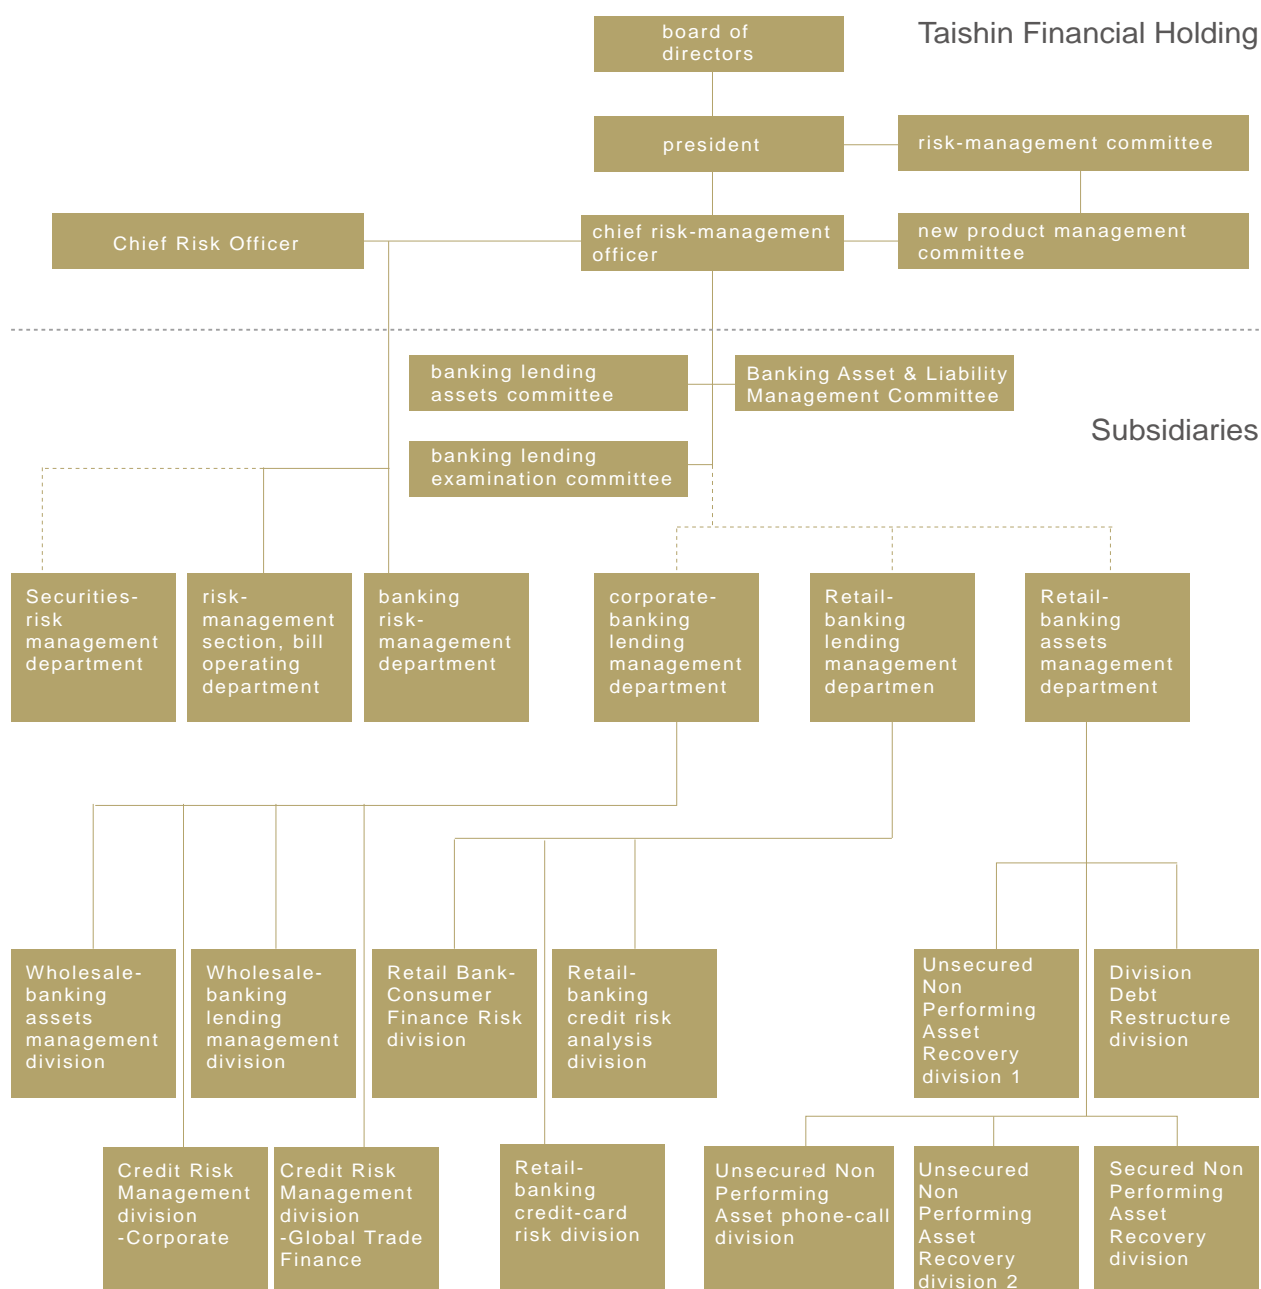 Taishin Financial Holding
board of
directors
president
risk-management committee
Chief Risk Officer
chief risk-management
officer
new product management
committee
banking lending
assets committee
Banking Asset & Liability
Management Committee
Subsidiaries
banking lending
examination committee
Securities-
risk
management
department
risk-
management
section, bill
operating
department
banking
risk-
management
department
corporate-
banking
lending
management
department
Retail-
banking
lending
management
departmen
Retail-
banking
assets
management
department
Wholesale-
banking
assets
management
division
Wholesale-
banking
lending
management
division
Retail Bank-
Consumer
Finance Risk
division
Retail-
banking
credit risk
analysis
division
Unsecured
Non
Performing
Asset
Recovery
division 1
Division
Debt
Restructure
division
Credit Risk
Management
division
-Corporate
Credit Risk
Management
division
-Global Trade
Finance
Retail-
banking
credit-card
risk division
Unsecured Non
Performing
Asset phone-call
division
Unsecured
Non
Performing
Asset
Recovery
division 2
Secured Non
Performing
Asset
Recovery
division